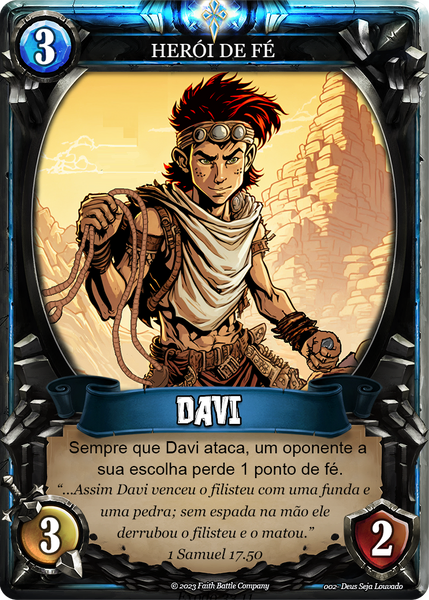 3
HERÓI DE FÉ
DAVI
Sempre que Davi ataca, um oponente a
sua escolha perde 1 ponto de fé.
“...Assim Davi venceu o filisteu com uma funda e
uma pedra; sem espada na mão ele
derrubou o filisteu e o matou.”
1 Samuel 17.50
3
2
© 2023 Faith Battle Company
002- Deus Seja Louvado